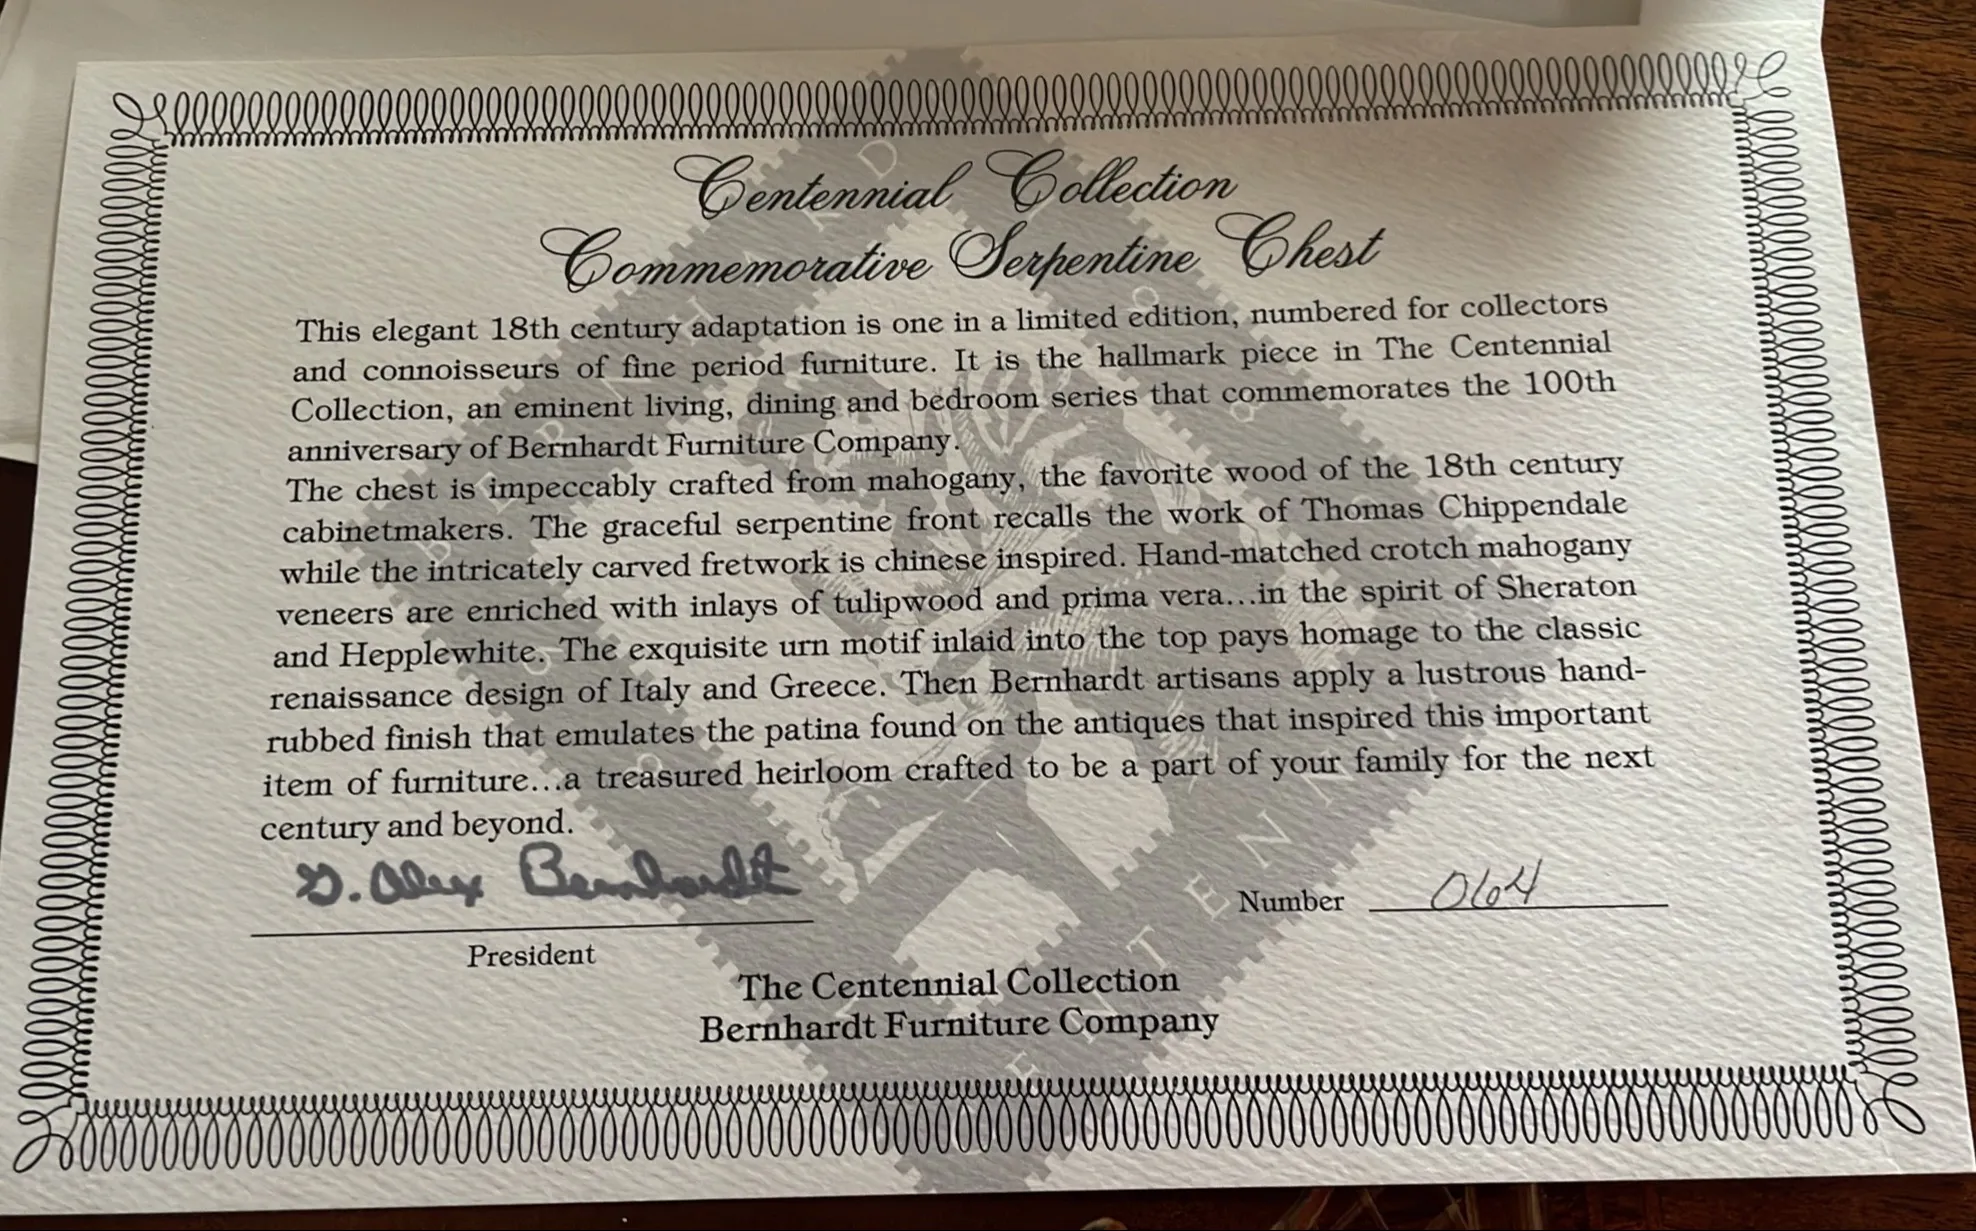 Centennial Collection
Commemorative Serpentine Chest
This elegant 18th century adaptation is one in a limited edition, numbered for collectors
and connoisseurs of fine period furniture. It is the hallmark piece in The Centennial
Collection, an eminent living, dining and bedroom series that commemorates the 100th
anniversary of Bernhardt Furniture Company.
The chest is impeccably crafted from mahogany, the favorite wood of the 18th century
cabinetmakers. The graceful serpentine front recalls the work of Thomas Chippendale
while the intricately carved fretwork is chinese inspired. Hand-matched crotch mahogany
veneers are enriched with inlays of tulipwood and prima vera...in the spirit of Sheraton
and Hepplewhite. The exquisite urn motif inlaid into the top pays homage to the classic
renaissance design of Italy and Greece. Then Bernhardt artisans apply a lustrous hand-
rubbed finish that emulates the patina found on the antiques that inspired this important
item of furniture...a treasured heirloom crafted to be a part of your family for the next
century and beyond.
G. Alex Bernhardt
President
Number 0164
The Centennial Collection
Bernhardt Furniture Company